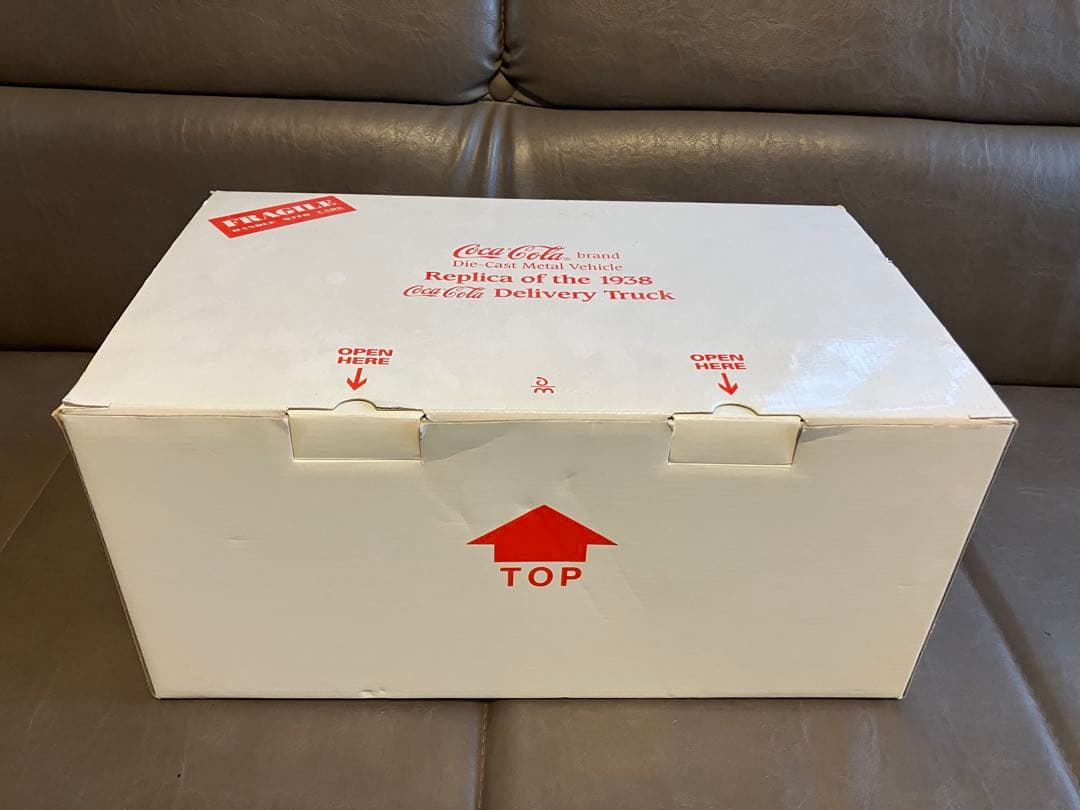 FRAGILE
HANDLE WITH CARE
Coca-Cola® brand
Die-Cast Metal Vehicle
Replica of the 1938
Coca-Cola Delivery Truck
OPEN
HERE
OPEN
HERE
TOP